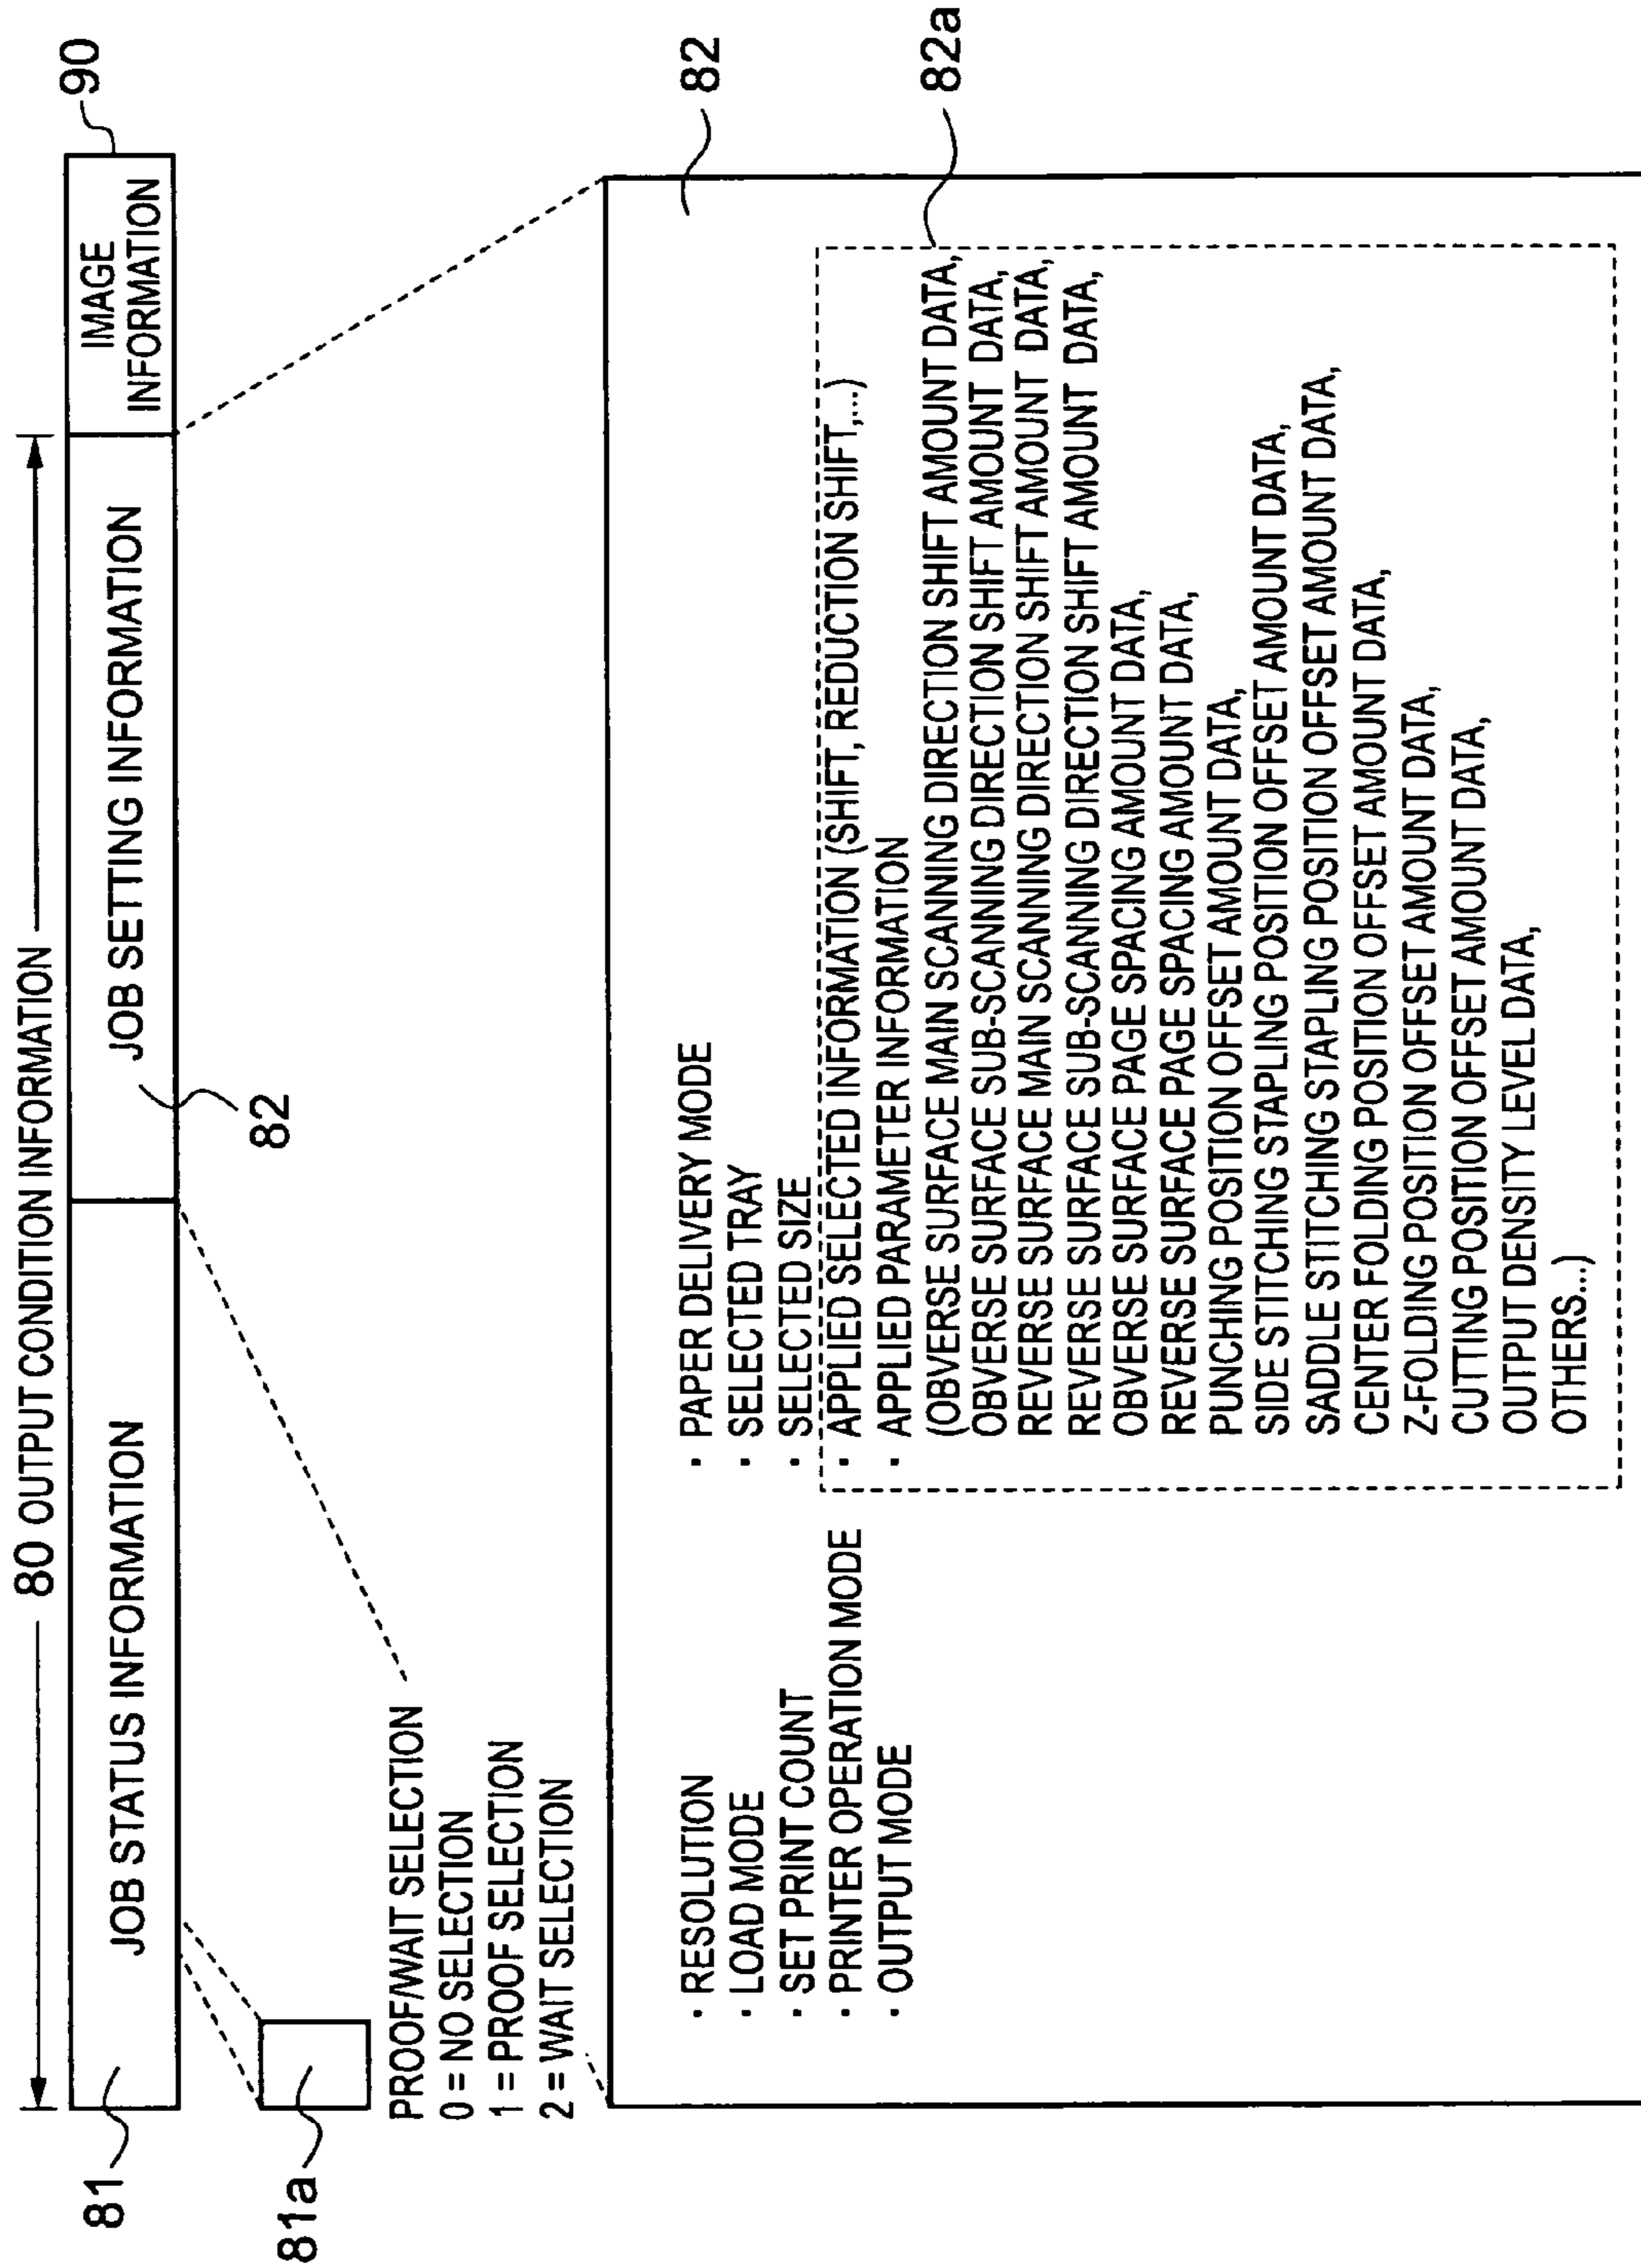 80 OUTPUT CONDITION INFORMATION
81
JOB STATUS INFORMATION
JOB SETTING INFORMATION
IMAGE
INFORMATION
90
82
81a
PROOF/WAIT SELECTION
0 = NO SELECTION
1 = PROOF SELECTION
2 = WAIT SELECTION
82
· RESOLUTION
· LOAD MODE
· SET PRINT COUNT
· PRINTER OPERATION MODE
· OUTPUT MODE
· PAPER DELIVERY MODE
· SELECTED TRAY
· SELECTED SIZE
82a
· APPLIED SELECTED INFORMATION (SHIFT, REDUCTION SHIFT,...)
· APPLIED PARAMETER INFORMATION
(OBVERSE SURFACE MAIN SCANNING DIRECTION SHIFT AMOUNT DATA,
OBVERSE SURFACE SUB-SCANNING DIRECTION SHIFT AMOUNT DATA,
REVERSE SURFACE MAIN SCANNING DIRECTION SHIFT AMOUNT DATA,
REVERSE SURFACE SUB-SCANNING DIRECTION SHIFT AMOUNT DATA,
OBVERSE SURFACE PAGE SPACING AMOUNT DATA,
REVERSE SURFACE PAGE SPACING AMOUNT DATA,
PUNCHING POSITION OFFSET AMOUNT DATA,
SIDE STITCHING STAPLING POSITION OFFSET AMOUNT DATA,
SADDLE STITCHING STAPLING POSITION OFFSET AMOUNT DATA,
CENTER FOLDING POSITION OFFSET AMOUNT DATA,
Z-FOLDING POSITION OFFSET AMOUNT DATA,
CUTTING POSITION OFFSET AMOUNT DATA,
OUTPUT DENSITY LEVEL DATA,
OTHERS...)